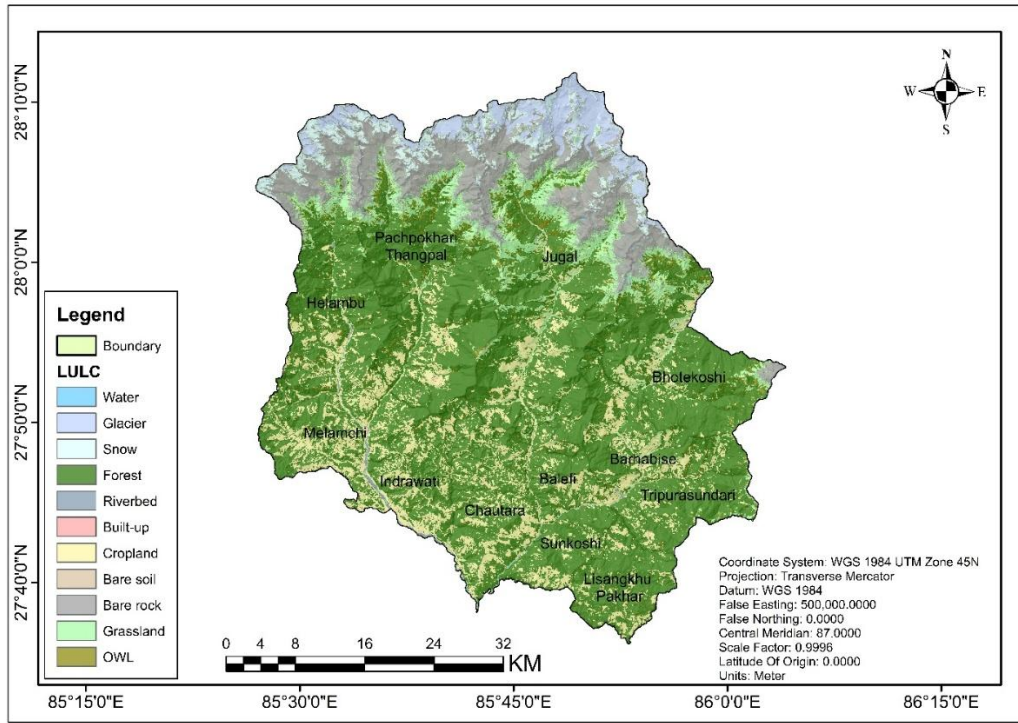 N
W E
S
28°10'0"N
28°0'0"N
27°50'0"N
27°40'0"N
Pachpokhari
Thangpal
Jugal
Helambu
Bhotekoshi
Melamchi
Barhabise
Indrawati
Balefi
Tripurasundari
Chautara
Sunkoshi
Lisangkhu
Pakhar
Legend
Boundary
LULC
Water
Glacier
Snow
Forest
Riverbed
Built-up
Cropland
Bare soil
Bare rock
Grassland
OWL
0 4 8 16 24 32
KM
Coordinate System: WGS 1984 UTM Zone 45N
Projection: Transverse Mercator
Datum: WGS 1984
False Easting: 500,000.0000
False Northing: 0.0000
Central Meridian: 87.0000
Scale Factor: 0.9996
Latitude Of Origin: 0.0000
Units: Meter
85°15'0"E 85°30'0"E 85°45'0"E 86°0'0"E 86°15'0"E